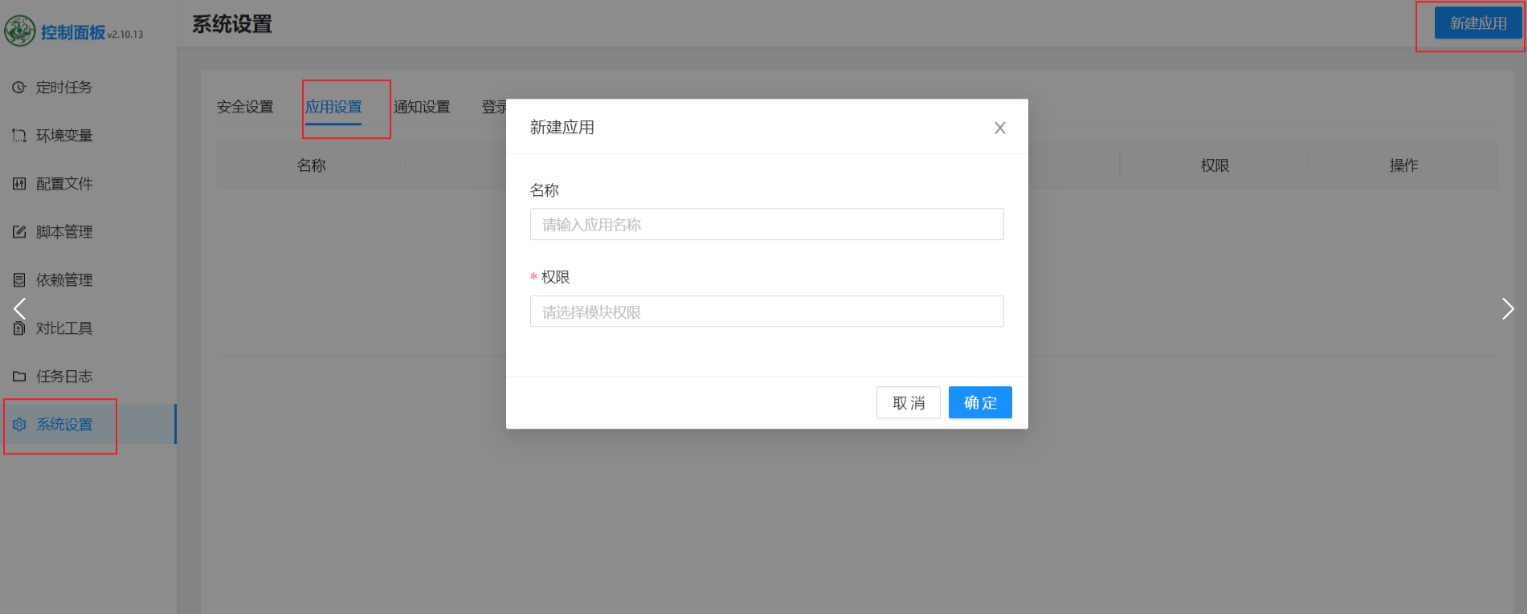 控制面板 v2.10.13
系统设置
新建应用
定时任务
环境变量
配置文件
脚本管理
依赖管理
对比工具
任务日志
系统设置
安全设置
应用设置
通知设置
登录
名称
权限
操作
新建应用
名称
请输入应用名称
* 权限
请选择模块权限
取 消
确 定